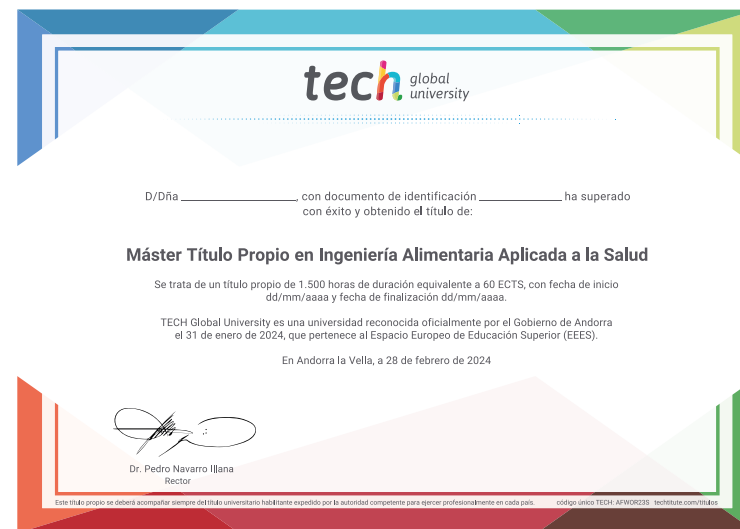 tech global university
D/Dña ____________, con documento de identificación ____________ ha superado
con éxito y obtenido el título de:
Máster Título Propio en Ingeniería Alimentaria Aplicada a la Salud
Se trata de un título propio de 1.500 horas de duración equivalente a 60 ECTS, con fecha de inicio
dd/mm/aaaa y fecha de finalización dd/mm/aaaa.
TECH Global University es una universidad reconocida oficialmente por el Gobierno de Andorra
el 31 de enero de 2024, que pertenece al Espacio Europeo de Educación Superior (EEES).
En Andorra la Vella, a 28 de febrero de 2024
Dr. Pedro Navarro Illana
Rector
Este título propio se deberá acompañar siempre del título universitario habilitante expedido por la autoridad competente para ejercer profesionalmente en cada país. código único TECH: AFWOR23S techtitute.com/titulos